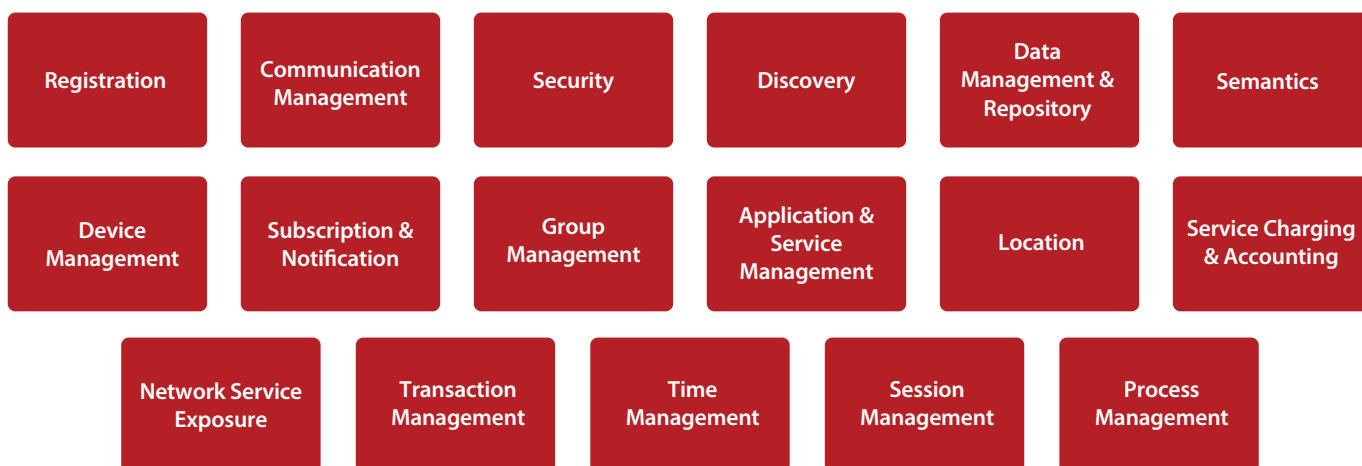 Registration
Communication
Management
Security
Discovery
Data
Management &
Repository
Semantics
Device
Management
Subscription &
Notification
Group
Management
Application &
Service
Management
Location
Service Charging
& Accounting
Network Service
Exposure
Transaction
Management
Time
Management
Session
Management
Process
Management